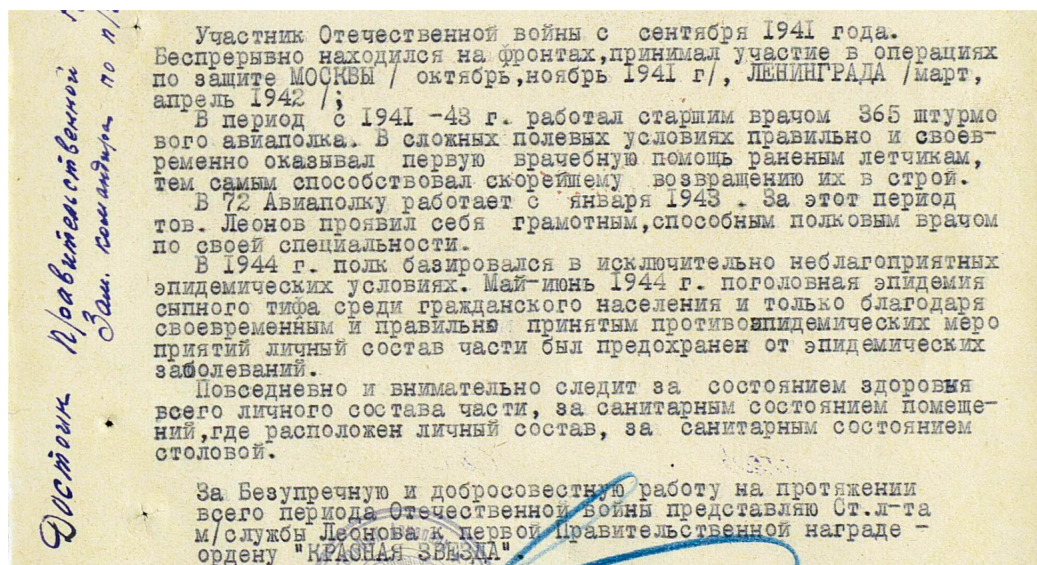 Участник Отечественной войны с сентября 1941 года.
Беспрерывно находился на фронтах,принимал участие в операциях
по защите МОСКВЫ / октябрь,ноябрь 1941 г/, ЛЕНИНГРАДА /март,
апрель 1942 /;
В период с 1941 -43 г. работал старшим врачом 365 штурмо
вого авиаполка. В сложных полевых условиях правильно и своев-
ременно оказывал первую врачебную помощь раненым летчикам,
тем самым способствовал скорейшему возвращению их в строй.
В 72 Авиаполку работает с января 1943 . За этот период
тов. Леонов проявил себя грамотным,способным полковым врачом
по своей специальности.
В 1944 г. полк базировался в исключительно неблагоприятных
эпидемических условиях. Май-июнь 1944 г. поголовная эпидемия
сыпного тифа среди гражданского населения и только благодаря
своевременным и правильно принятым противоэпидемических меро
приятий личный состав части был предохранен от эпидемических
заболеваний.
Повседневно и внимательно следит за состоянием здоровья
всего личного состава части, за санитарным состоянием помеще-
ний,где расположен личный состав, за санитарным состоянием
столовой.
За Безупречную и добросовестную работу на протяжении
всего периода Отечественной войны представляю Ст.л-та
м/службы Леонова к первой Правительственной награде -
ордену "КРАСНАЯ ЗВЕЗДА".
Достоин Правительственной
Зам. командира по п/